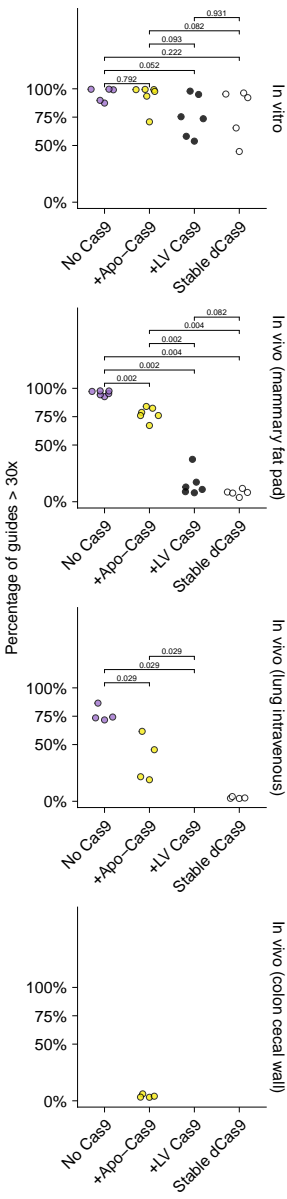 Percentage of guides > 30x
In vitro
0.931
0.082
0.093
0.222
0.052
0.792
100%
75%
50%
0%
No Cas9
+Apo–Cas9
+LV Cas9
Stable dCas9
In vivo (mammary fat pad)
0.082
0.004
0.002
0.004
0.002
0.002
100%
75%
50%
0%
No Cas9
+Apo–Cas9
+LV Cas9
Stable dCas9
In vivo (lung intravenous)
0.029
0.029
0.029
100%
75%
50%
0%
No Cas9
+Apo–Cas9
+LV Cas9
Stable dCas9
In vivo (colon cecal wall)
100%
75%
50%
0%
No Cas9
+Apo–Cas9
+LV Cas9
Stable dCas9